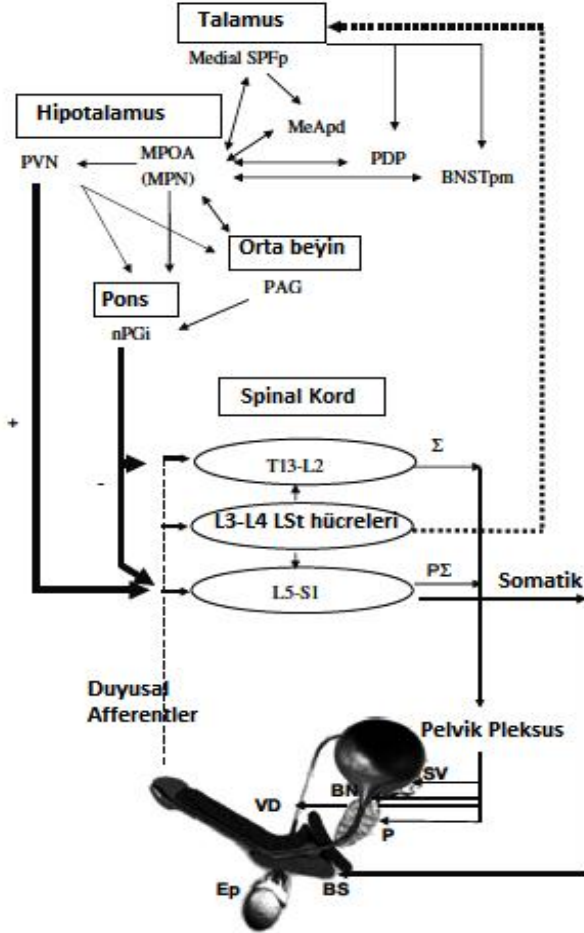 Talamus
Medial SPFp
Hipotalamus
MeApd
PVN
MPOA
(MPN)
PDP
BNSTpm
Orta beyin
PAG
Pons
nPGi
+
-
Spinal Kord
T13-L2
Σ
L3-L4 LSt hücreleri
L5-S1
PΣ
Somatik
Duyusal
Afferentler
Pelvik Pleksus
SV
BN
VD
P
Ep
BS